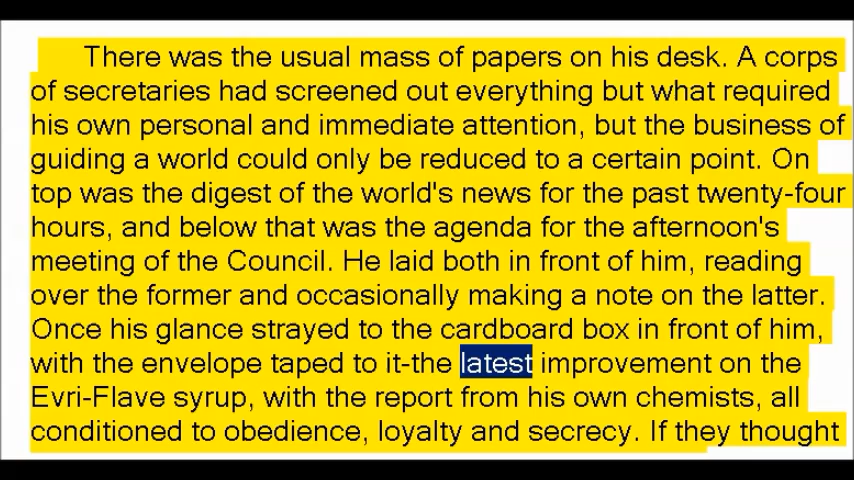 There was the usual mass of papers on his desk. A corps
of secretaries had screened out everything but what required
his own personal and immediate attention, but the business of
guiding a world could only be reduced to a certain point. On
top was the digest of the world's news for the past twenty-four
hours, and below that was the agenda for the afternoon's
meeting of the Council. He laid both in front of him, reading
over the former and occasionally making a note on the latter.
Once his glance strayed to the cardboard box in front of him,
with the envelope taped to it-the latest improvement on the
Evri-Flave syrup, with the report from his own chemists, all
conditioned to obedience, loyalty and secrecy. If they thought